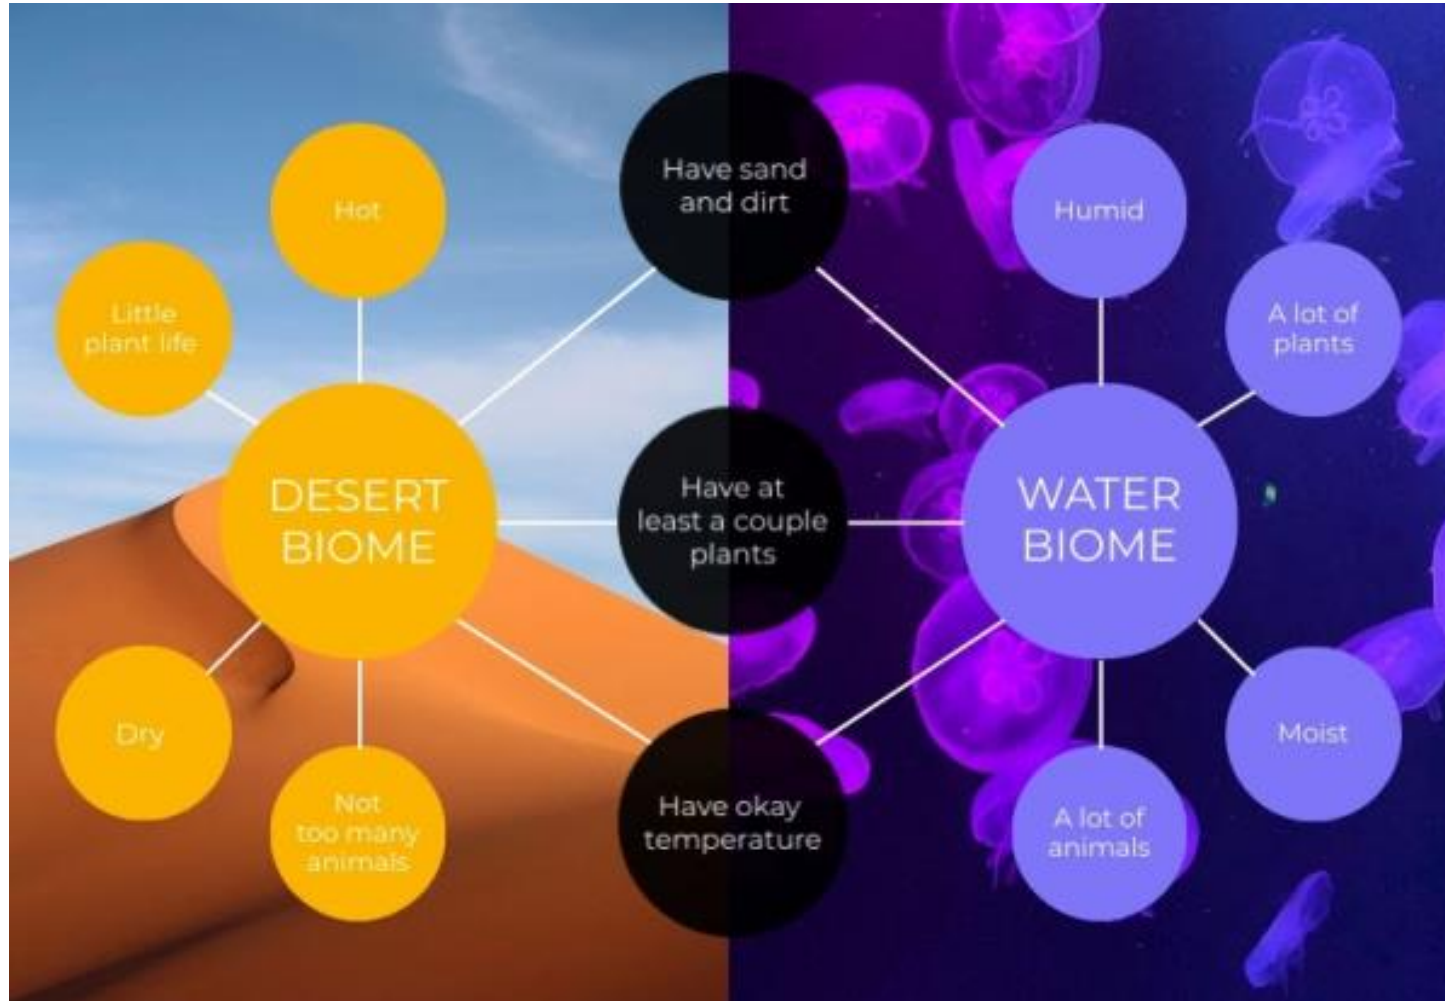 Have sand
and dirt
Hot
Humid
Little
plant life
A lot of
plants
DESERT
BIOME
Have at
least a couple
plants
WATER
BIOME
Dry
Moist
Not
too many
animals
Have okay
temperature
A lot of
animals